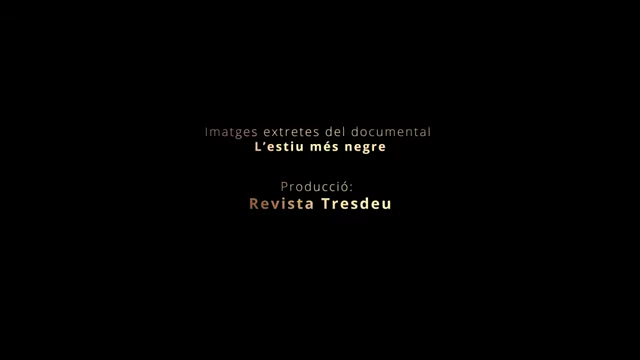 Imatges extretes del documental
L'estiu més negre
Producció:
Revista Tresdeu